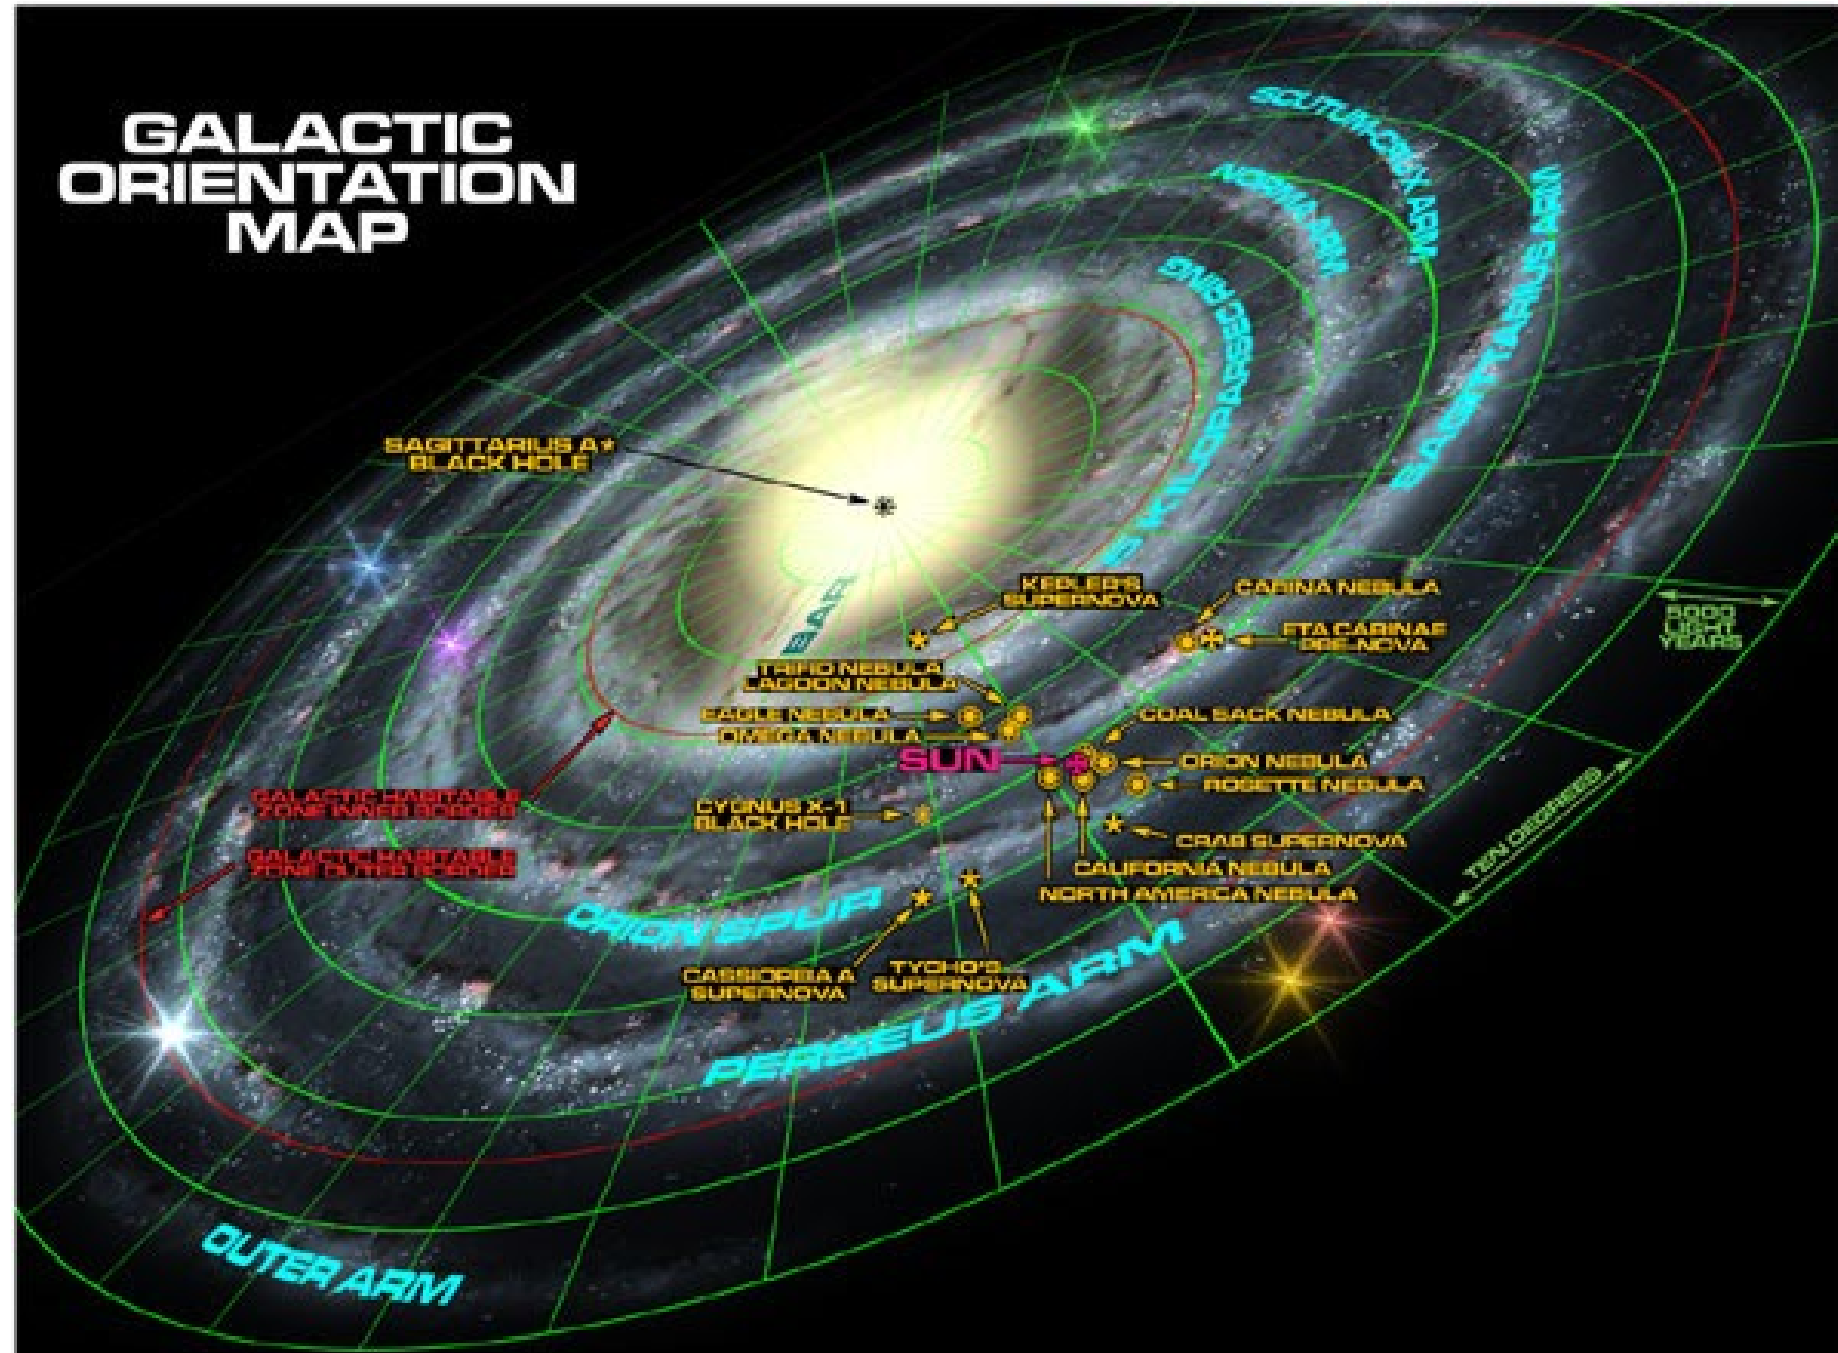 GALACTIC
ORIENTATION
MAP
SCUTUM-CRUX ARM
NORMA ARM
SAGITTARIUS ARM
5 KILOPARSEC RING
SAGITTARIUS A*
BLACK HOLE
BAR
KEPLER'S
SUPERNOVA
CARINA NEBULA
ETA CARINAE
PRE-NOVA
5000
LIGHT
YEARS
TRIFID NEBULA
LAGOON NEBULA
EAGLE NEBULA
OMEGA NEBULA
COAL SACK NEBULA
SUN
ORION NEBULA
ROSETTE NEBULA
GALACTIC HABITABLE
ZONE INNER BORDER
CYGNUS X-1
BLACK HOLE
CRAB SUPERNOVA
TEN DEGREES
GALACTIC HABITABLE
ZONE OUTER BORDER
CALIFORNIA NEBULA
NORTH AMERICA NEBULA
ORION SPUR
CASSIOPEIA A
SUPERNOVA
TYCHO'S
SUPERNOVA
PERSEUS ARM
OUTER ARM